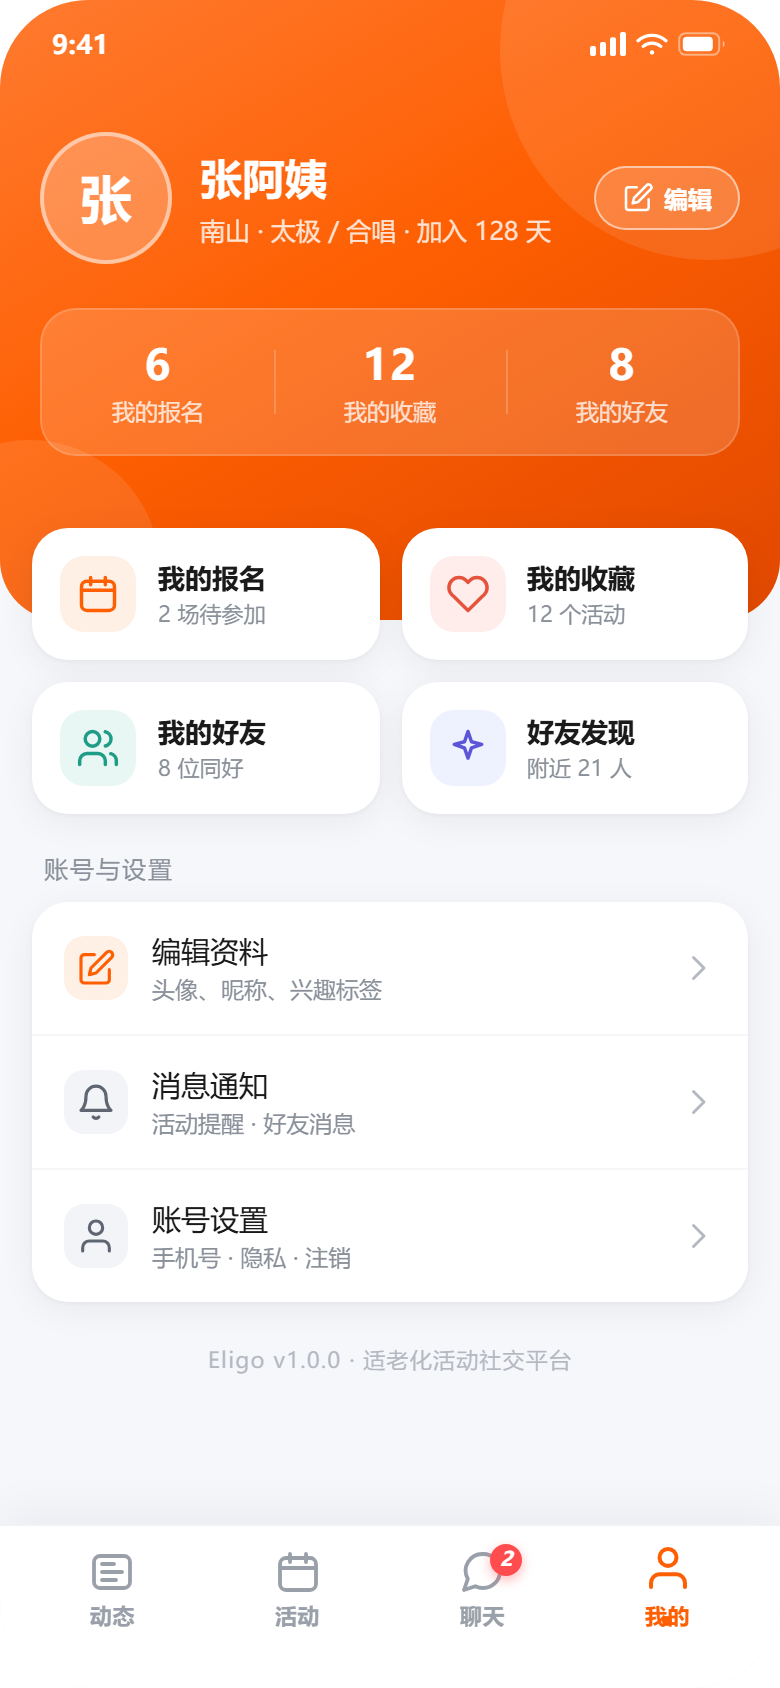 9:41
张
张阿姨
南山 · 太极 / 合唱 · 加入 128 天
编辑
6
我的报名
12
我的收藏
8
我的好友
我的报名
2 场待参加
我的收藏
12 个活动
我的好友
8 位同好
好友发现
附近 21 人
账号与设置
编辑资料
头像、昵称、兴趣标签
消息通知
活动提醒 · 好友消息
账号设置
手机号 · 隐私 · 注销
Eligo v1.0.0 · 适老化活动社交平台
动态
活动
2
聊天
我的